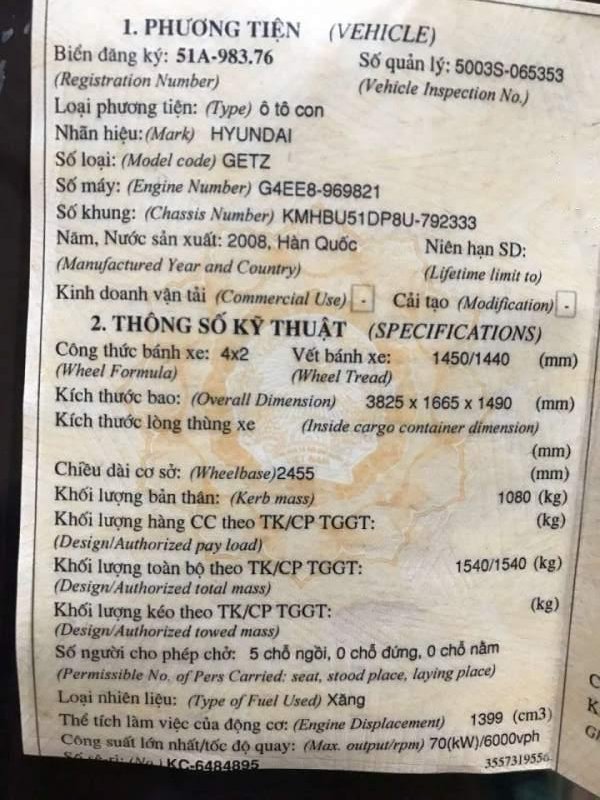 1. PHƯƠNG TIỆN (VEHICLE)
Biển đăng ký: 51A-983.76 Số quản lý: 5003S-065353
(Registration Number) (Vehicle Inspection No.)
Loại phương tiện: (Type) ô tô con
Nhãn hiệu: (Mark) HYUNDAI
Số loại: (Model code) GETZ
Số máy: (Engine Number) G4EE8-969821
Số khung: (Chassis Number) KMHBU51DP8U-792333
Năm, Nước sản xuất: 2008, Hàn Quốc Niên hạn SD:
(Manufactured Year and Country) (Lifetime limit to)
Kinh doanh vận tải (Commercial Use) - Cải tạo (Modification) -
2. THÔNG SỐ KỸ THUẬT (SPECIFICATIONS)
Công thức bánh xe: 4x2 Vết bánh xe: 1450/1440 (mm)
(Wheel Formula) (Wheel Tread)
Kích thước bao: (Overall Dimension) 3825 x 1665 x 1490 (mm)
Kích thước lòng thùng xe (Inside cargo container dimension)
(mm)
Chiều dài cơ sở: (Wheelbase) 2455 (mm)
Khối lượng bản thân: (Kerb mass) 1080 (kg)
Khối lượng hàng CC theo TK/CP TGGT: (kg)
(Design/Authorized pay load)
Khối lượng toàn bộ theo TK/CP TGGT: 1540/1540 (kg)
(Design/Authorized total mass)
Khối lượng kéo theo TK/CP TGGT: (kg)
(Design/Authorized towed mass)
Số người cho phép chở: 5 chỗ ngồi, 0 chỗ đứng, 0 chỗ nằm
(Permissible No. of Pers Carried: seat, stood place, laying place)
Loại nhiên liệu: (Type of Fuel Used) Xăng
Thể tích làm việc của động cơ: (Engine Displacement) 1399 (cm3)
Công suất lớn nhất/tốc độ quay: (Max. output/rpm) 70(kW)/6000vph
(No.) KC-6484895